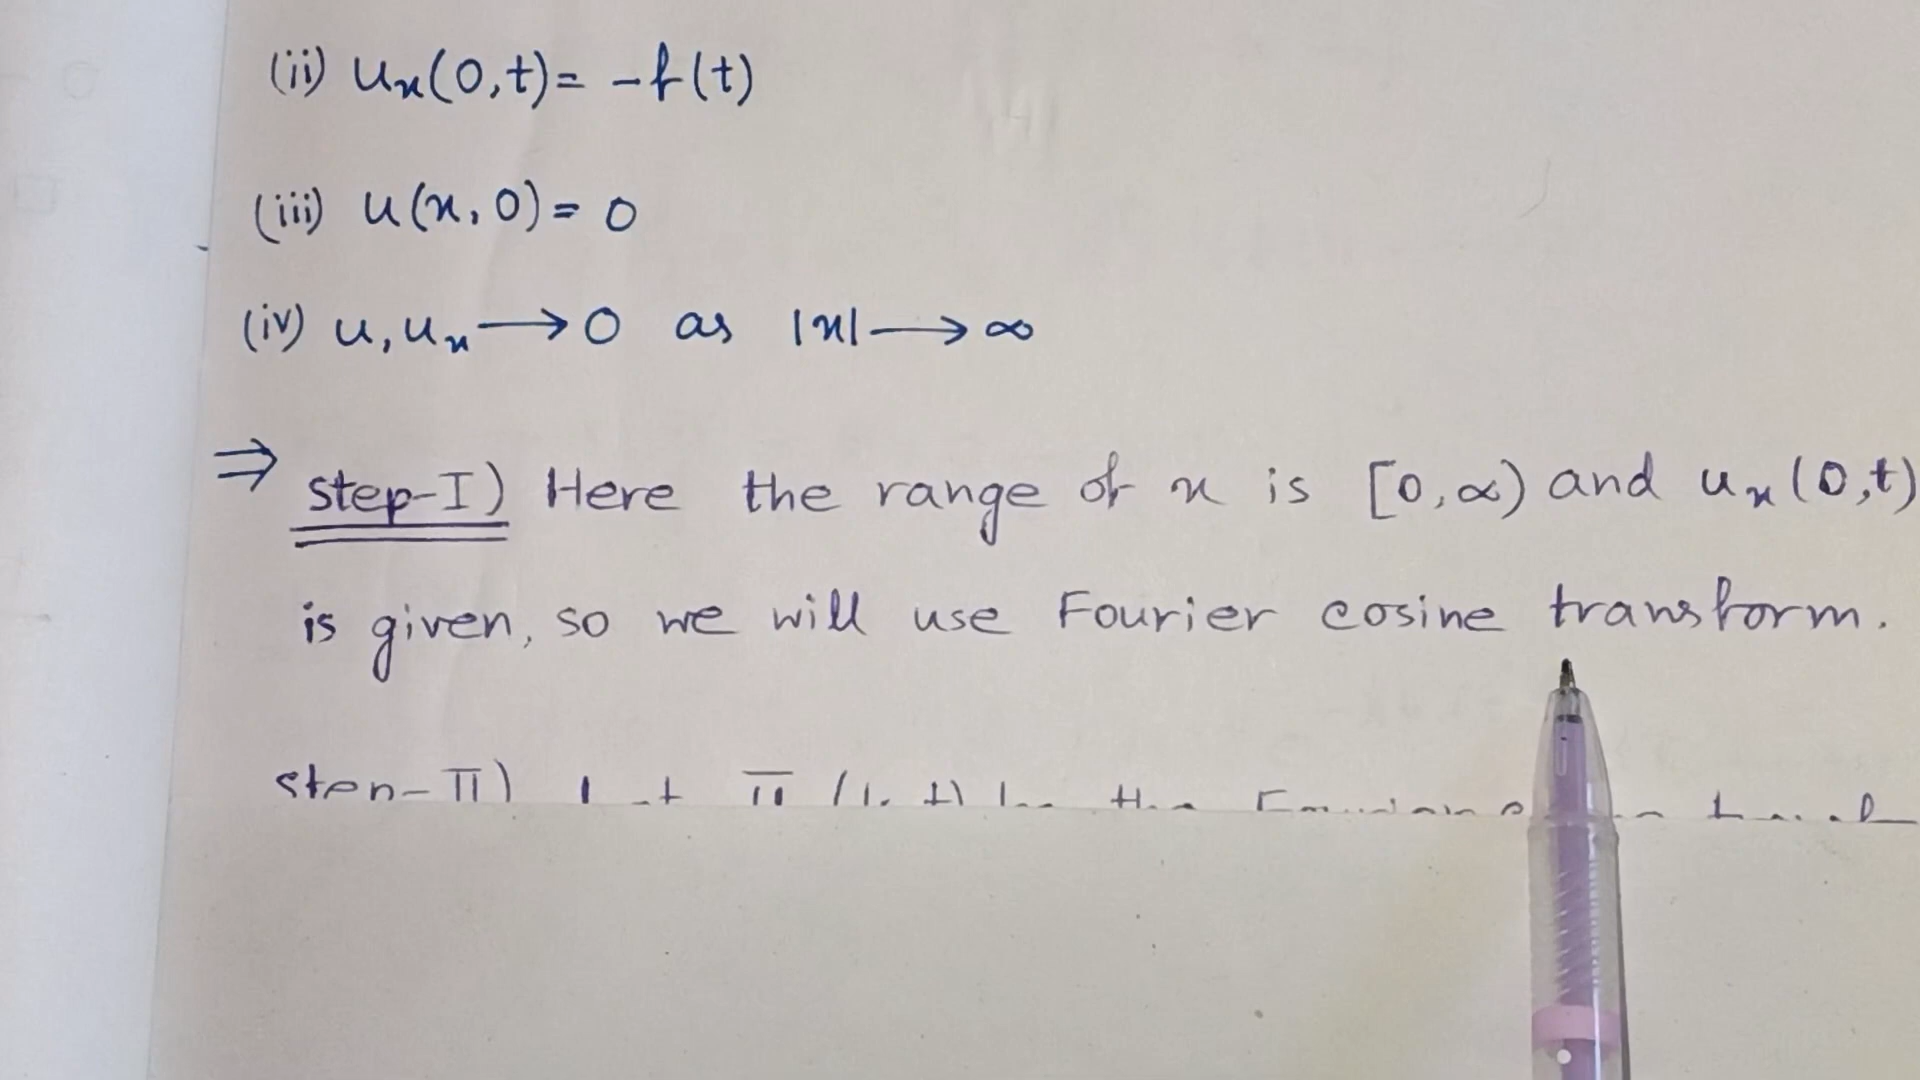 (ii) uₓ(0,t)= -f(t)
(iii) u(x,0)= 0
(iv) u, uₓ ⟶ 0 as |x| ⟶ ∞
⇒ step-I) Here the range of x is [0,∞) and uₓ(0,t)
is given, so we will use Fourier cosine transform.